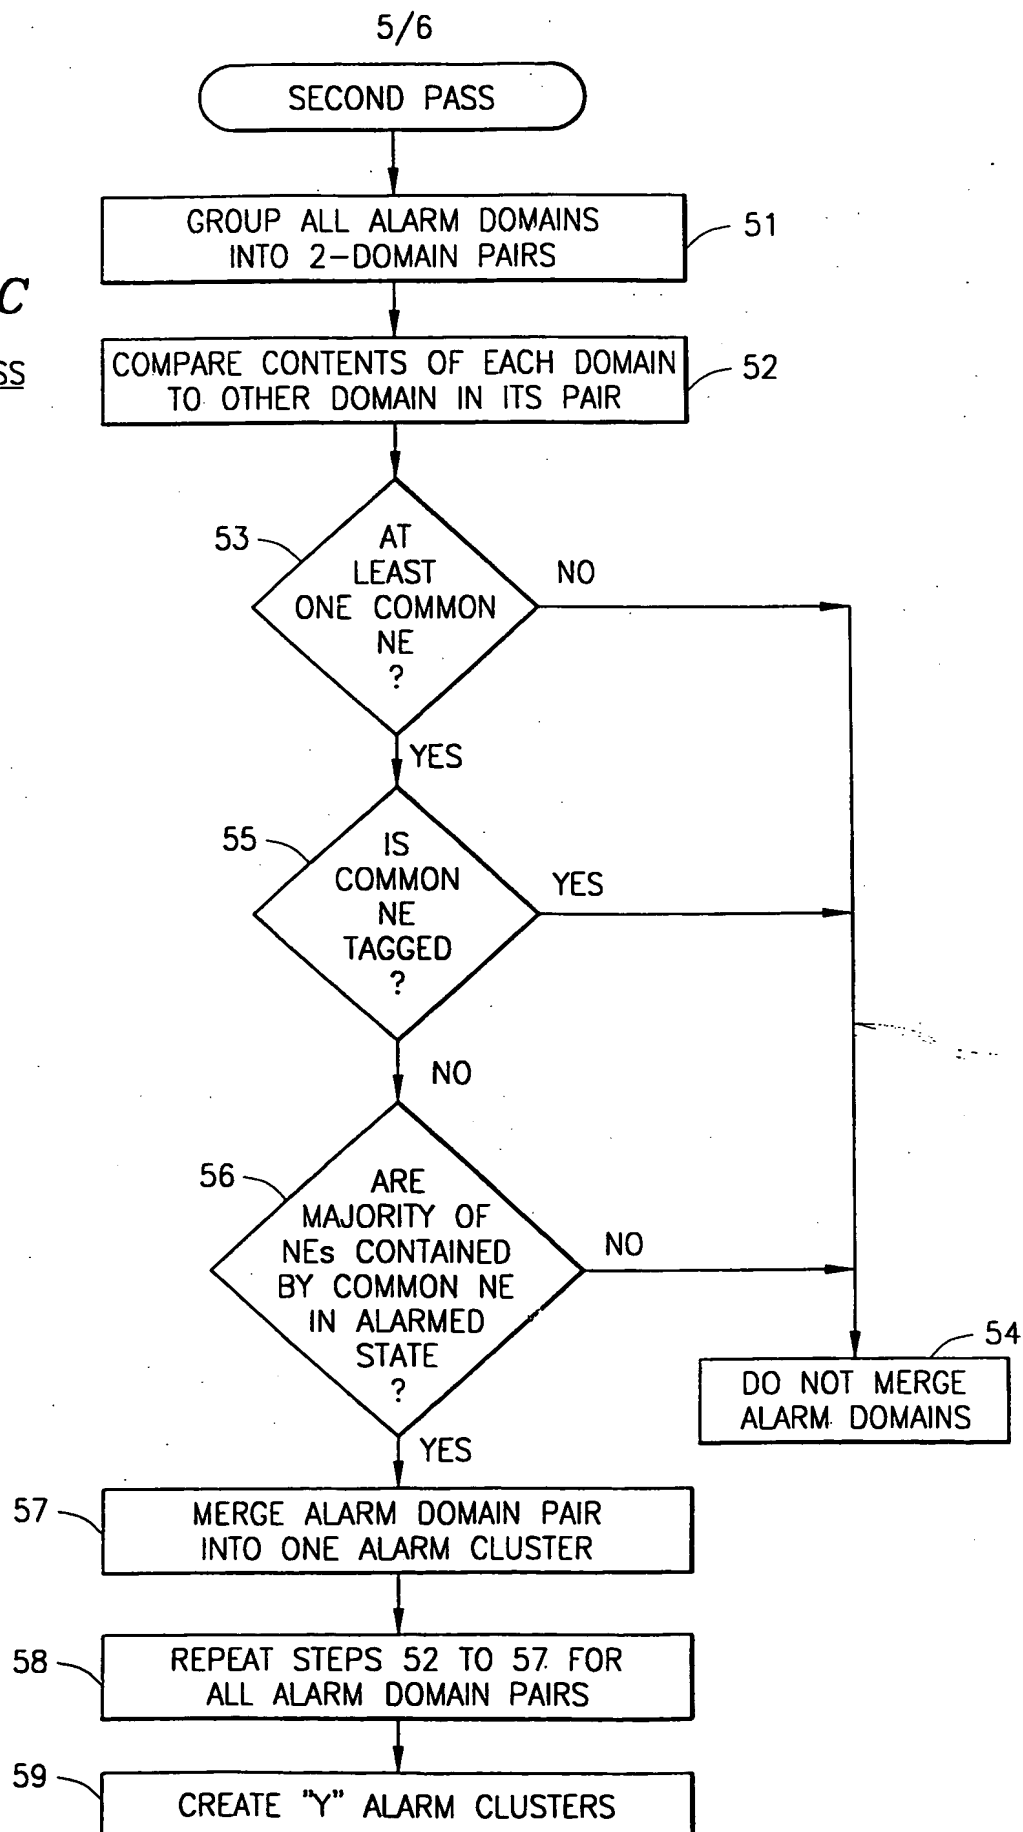 5/6
SECOND PASS
GROUP ALL ALARM DOMAINS
INTO 2-DOMAIN PAIRS
51
C
SS
COMPARE CONTENTS OF EACH DOMAIN
TO OTHER DOMAIN IN ITS PAIR
52
53
AT
LEAST
ONE COMMON
NE
?
NO
YES
55
IS
COMMON
NE
TAGGED
?
YES
NO
56
ARE
MAJORITY OF
NEs CONTAINED
BY COMMON NE
IN ALARMED
STATE
?
NO
54
DO NOT MERGE
ALARM DOMAINS
YES
57
MERGE ALARM DOMAIN PAIR
INTO ONE ALARM CLUSTER
58
REPEAT STEPS 52 TO 57 FOR
ALL ALARM DOMAIN PAIRS
59
CREATE "Y" ALARM CLUSTERS